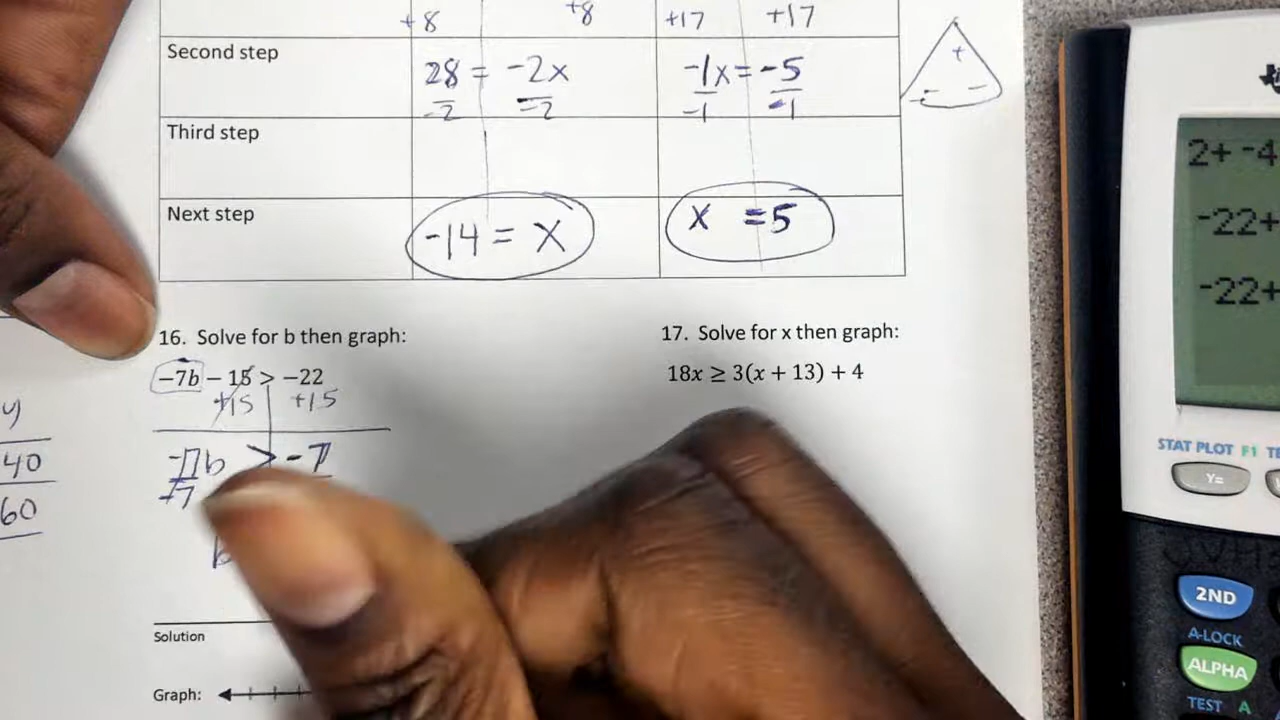 +8 +8 +17 +17
Second step 28 = -2x -1x = -5
-2 -2 -1 -1
Third step
Next step -14 = x x = 5
+
- -
2+ -4
-22+
-22+
16. Solve for b then graph:
−7b − 15 > −22
+15 +15
-7b > -7
-7
b
Solution
Graph:
17. Solve for x then graph:
18x ≥ 3(x + 13) + 4
y)
40
60
STAT PLOT F1
Y=
2ND
A-LOCK
ALPHA
TEST A